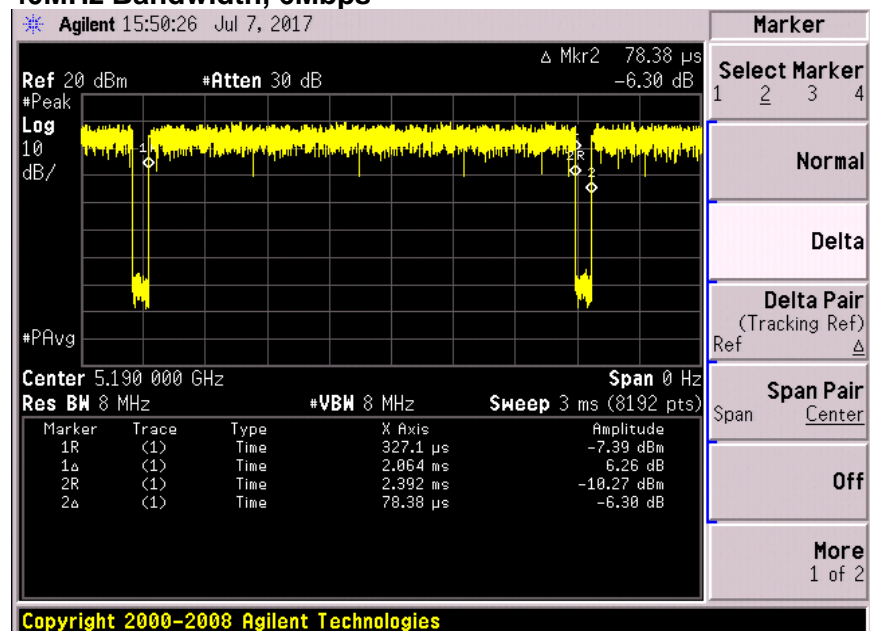 Agilent 15:50:26 Jul 7, 2017
Δ Mkr2 78.38 µs
Ref 20 dBm #Atten 30 dB -6.30 dB
#Peak
Log
10
dB/
1
2R
2
#PAvg
Center 5.190 000 GHz Span 0 Hz
Res BW 8 MHz #VBW 8 MHz Sweep 3 ms (8192 pts)
Marker Trace Type X Axis Amplitude
1R (1) Time 327.1 µs -7.39 dBm
1Δ (1) Time 2.064 ms 6.26 dB
2R (1) Time 2.392 ms -10.27 dBm
2Δ (1) Time 78.38 µs -6.30 dB
Copyright 2000-2008 Agilent Technologies
Marker
Select Marker
1 2 3 4
Normal
Delta
Delta Pair
(Tracking Ref)
Ref Δ
Span Pair
Span Center
Off
More
1 of 2